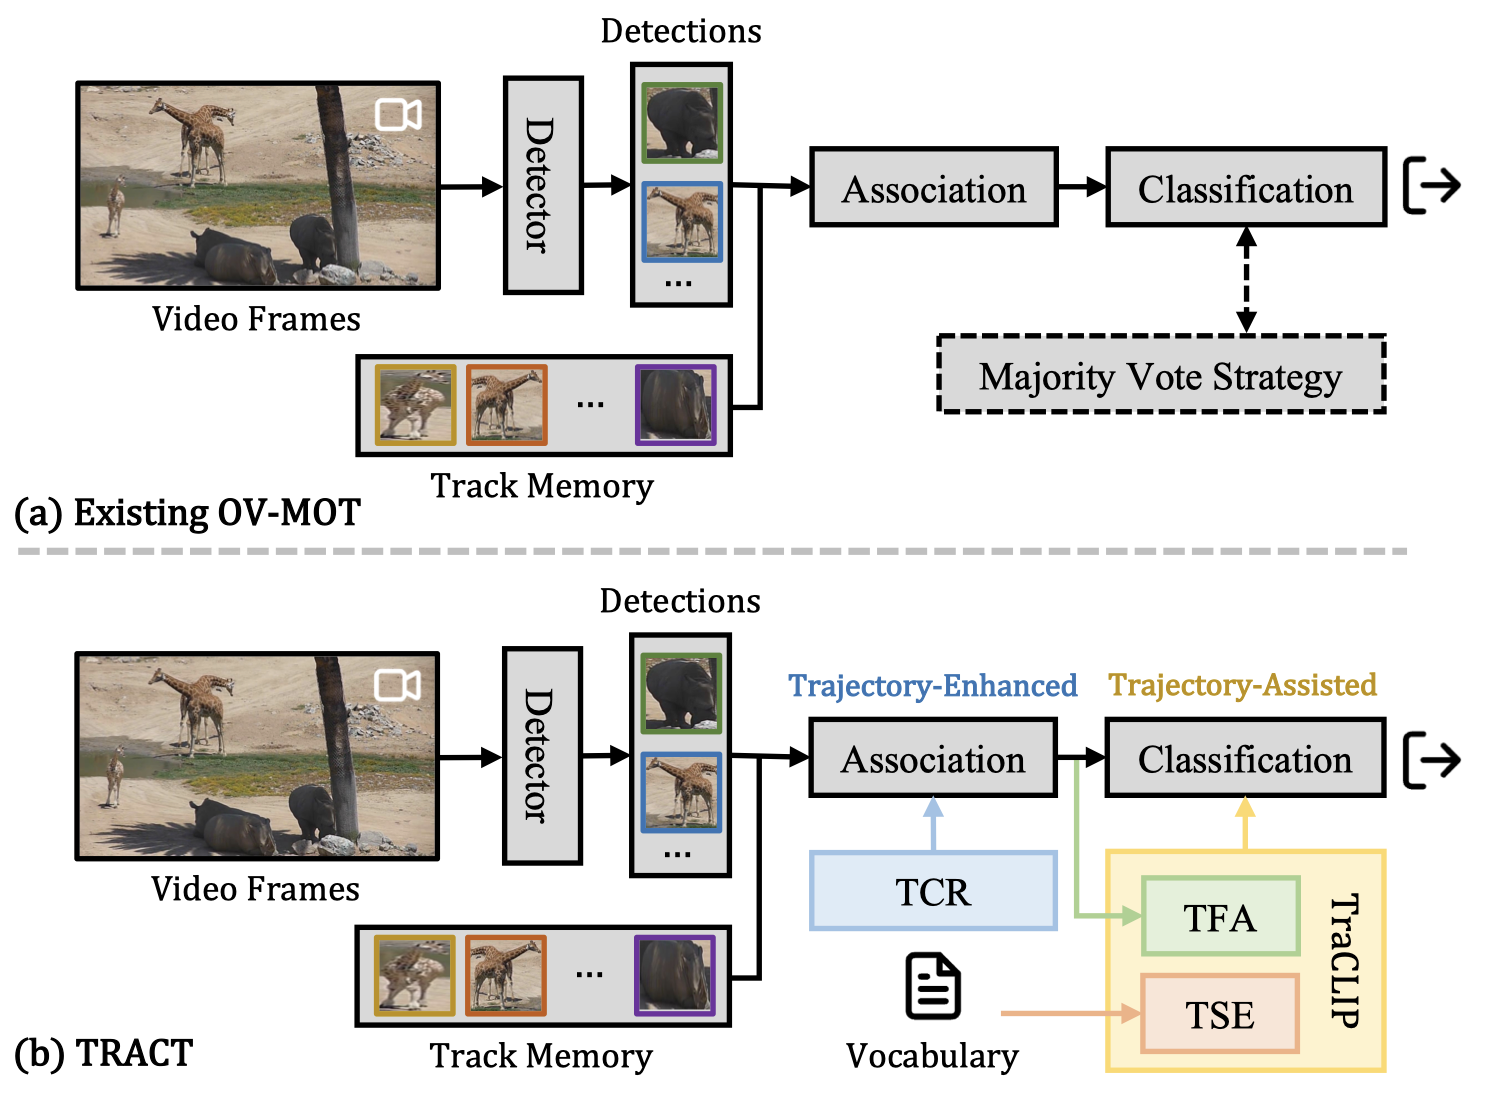 Detections
Detector
Association
Classification
...
Video Frames
Majority Vote Strategy
...
Track Memory
(a) Existing OV-MOT
Detections
Trajectory-Enhanced
Trajectory-Assisted
Detector
Association
Classification
...
Video Frames
TCR
TFA
TraCLIP
...
TSE
Track Memory
Vocabulary
(b) TRACT